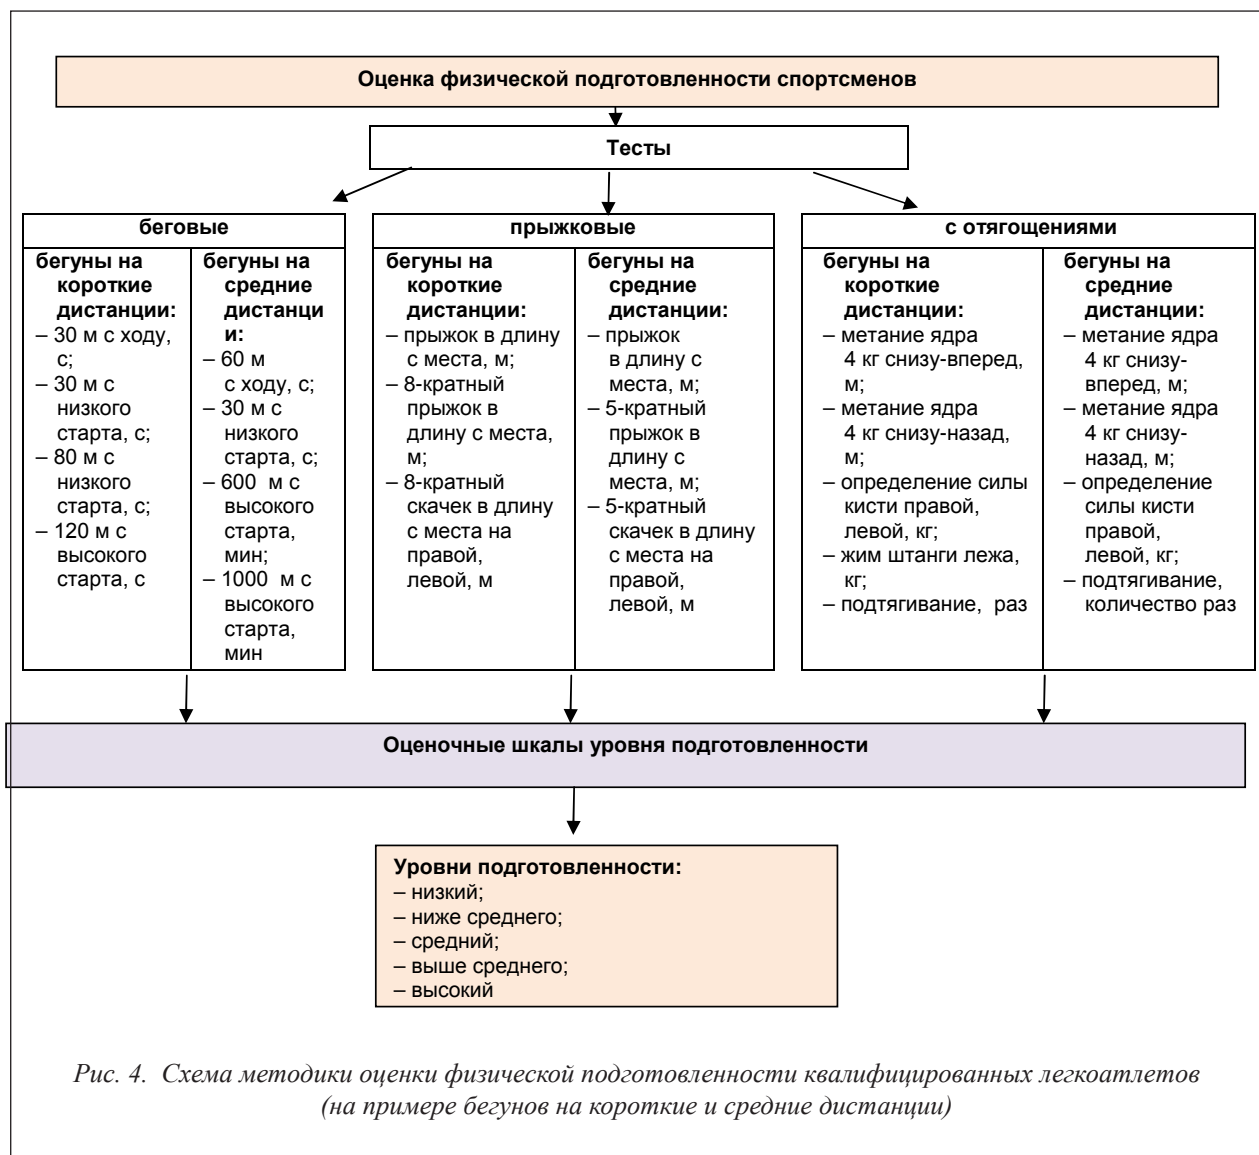 Оценка физической подготовленности спортсменов
Тесты
беговые
бегуны на
короткие
дистанции:
– 30 м с ходу,
с;
– 30 м с
низкого
старта, с;
– 80 м с
низкого
старта, с;
– 120 м с
высокого
старта, с
бегуны на
средние
дистанци
и:
– 60 м
с ходу, с;
– 30 м с
низкого
старта, с;
– 600 м с
высокого
старта,
мин;
– 1000 м с
высокого
старта,
мин
прыжковые
бегуны на
короткие
дистанции:
– прыжок в длину
с места, м;
– 8-кратный
прыжок в
длину с места,
м;
– 8-кратный
скачек в длину
с места на
правой,
левой, м
бегуны на
средние
дистанции:
– прыжок
в длину с
места, м;
– 5-кратный
прыжок в
длину с
места, м;
– 5-кратный
скачек в длину
с места на
правой,
левой, м
с отягощениями
бегуны на
короткие
дистанции:
– метание ядра
4 кг снизу-вперед,
м;
– метание ядра
4 кг снизу-назад,
м;
– определение силы
кисти правой,
левой, кг;
– жим штанги лежа,
кг;
– подтягивание, раз
бегуны на
средние
дистанции:
– метание ядра
4 кг снизу-
вперед, м;
– метание ядра
4 кг снизу-
назад, м;
– определение
силы кисти
правой,
левой, кг;
– подтягивание,
количество раз
Оценочные шкалы уровня подготовленности
Уровни подготовленности:
– низкий;
– ниже среднего;
– средний;
– выше среднего;
– высокий
Рис. 4. Схема методики оценки физической подготовленности квалифицированных легкоатлетов
(на примере бегунов на короткие и средние дистанции)